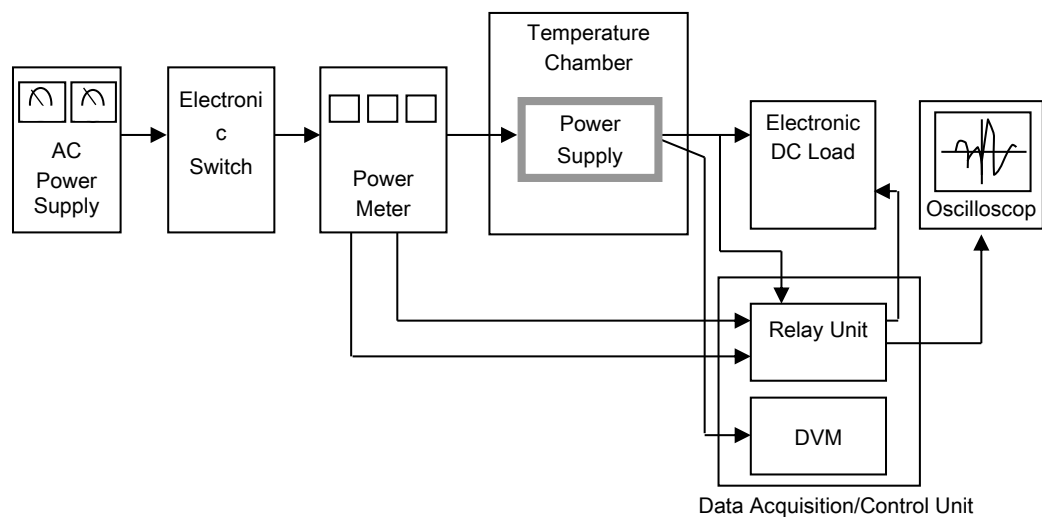 AC
Power
Supply
Electroni
c
Switch
Power
Meter
Temperature
Chamber
Power
Supply
Electronic
DC Load
Oscilloscop
Relay Unit
DVM
Data Acquisition/Control Unit